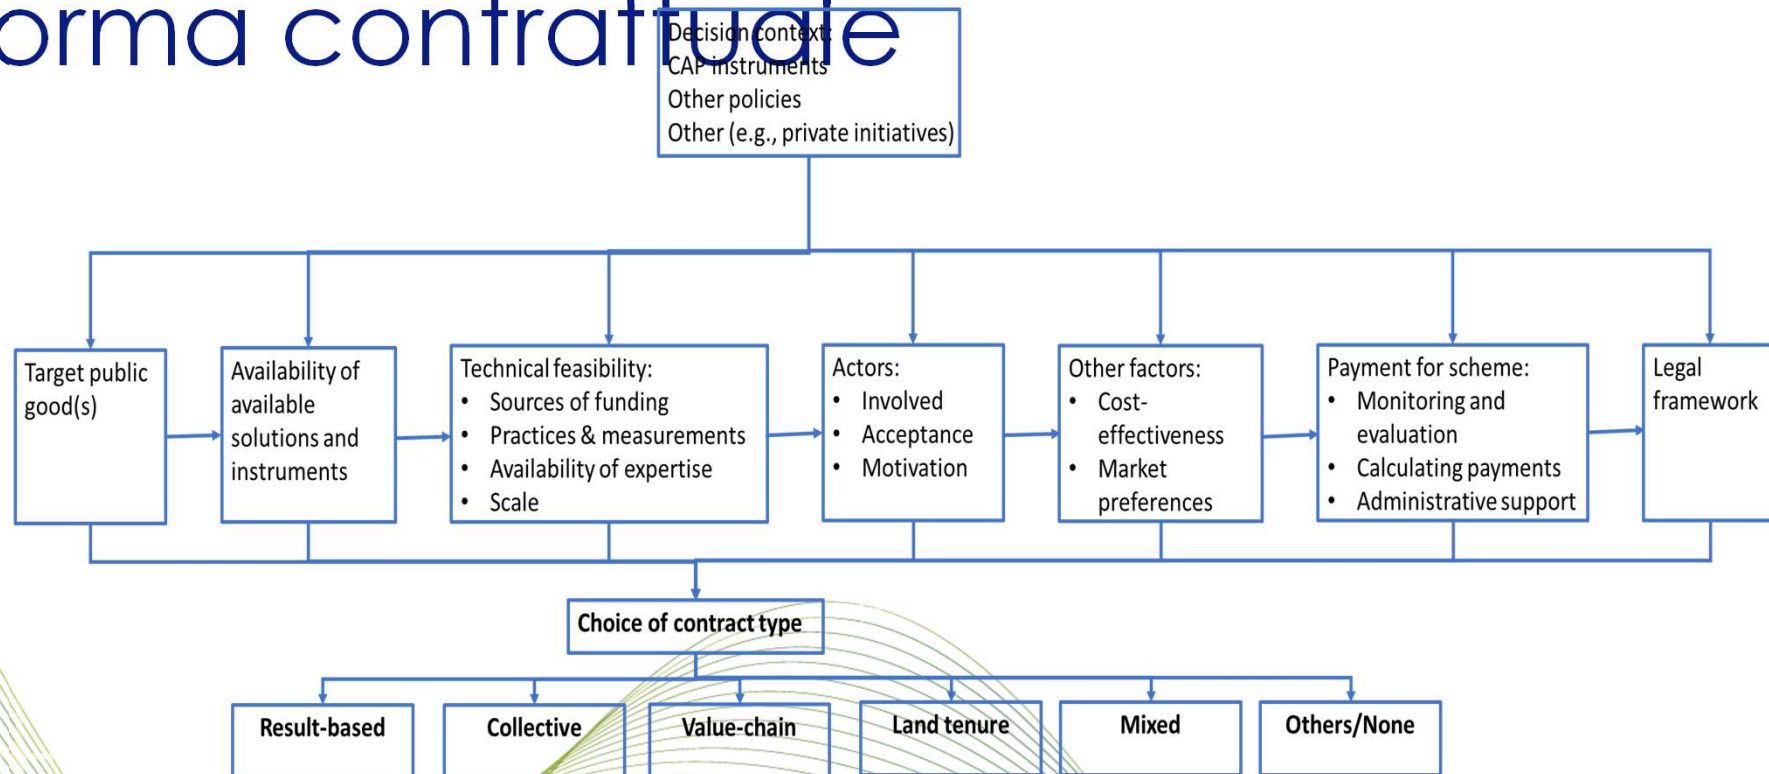 orma contrattuale
Decision context:
CAP instruments
Other policies
Other (e.g., private initiatives)
Target public
good(s)
Availability of
available
solutions and
instruments
Technical feasibility:
• Sources of funding
• Practices & measurements
• Availability of expertise
• Scale
Actors:
• Involved
• Acceptance
• Motivation
Other factors:
• Cost-
effectiveness
• Market
preferences
Payment for scheme:
• Monitoring and
evaluation
• Calculating payments
• Administrative support
Legal
framework
Choice of contract type
Result-based
Collective
Value-chain
Land tenure
Mixed
Others/None